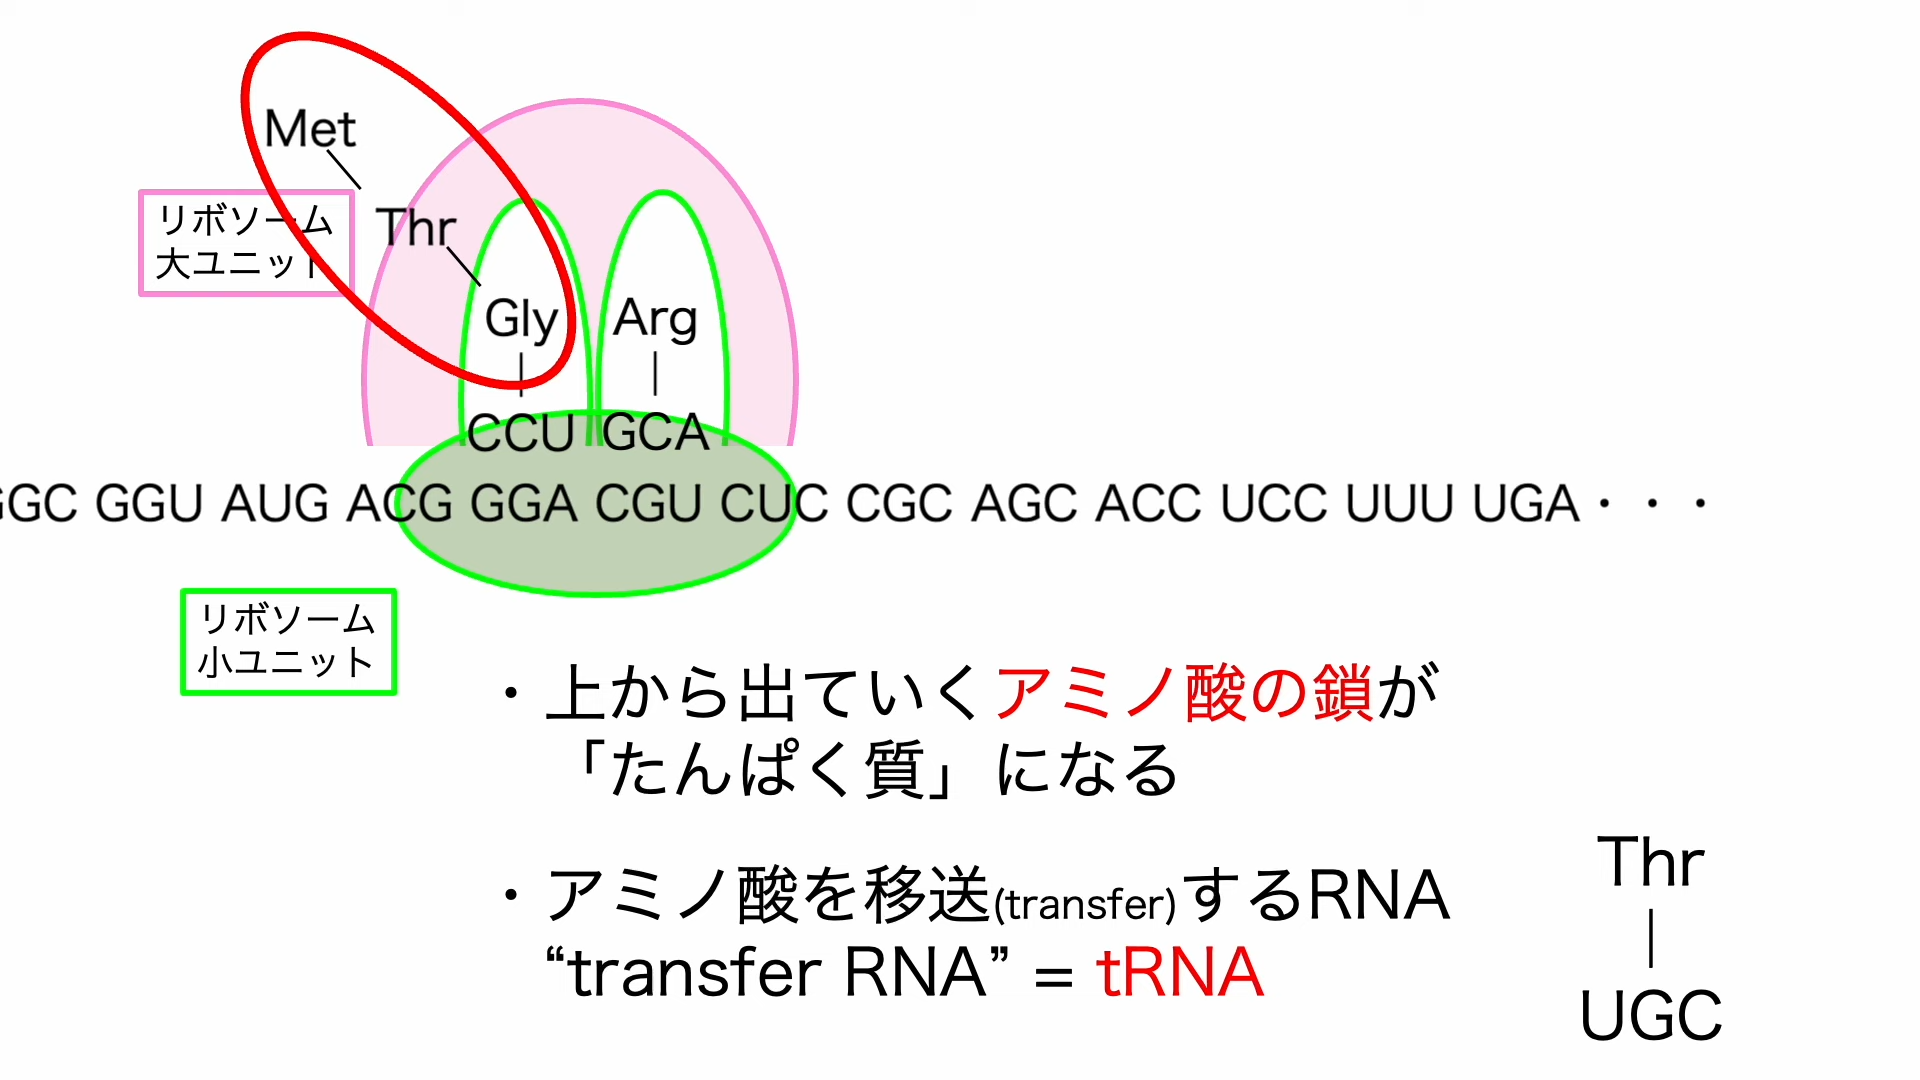 Met
リボソーム
大ユニット
Thr
Gly
Arg
CCU
GCA
GGC GGU AUG ACG GGA CGU CUC CGC AGC ACC UCC UUU UGA・・・
リボソーム
小ユニット
・上から出ていくアミノ酸の鎖が
「たんぱく質」になる
・アミノ酸を移送(transfer)するRNA
“transfer RNA” = tRNA
Thr
UGC